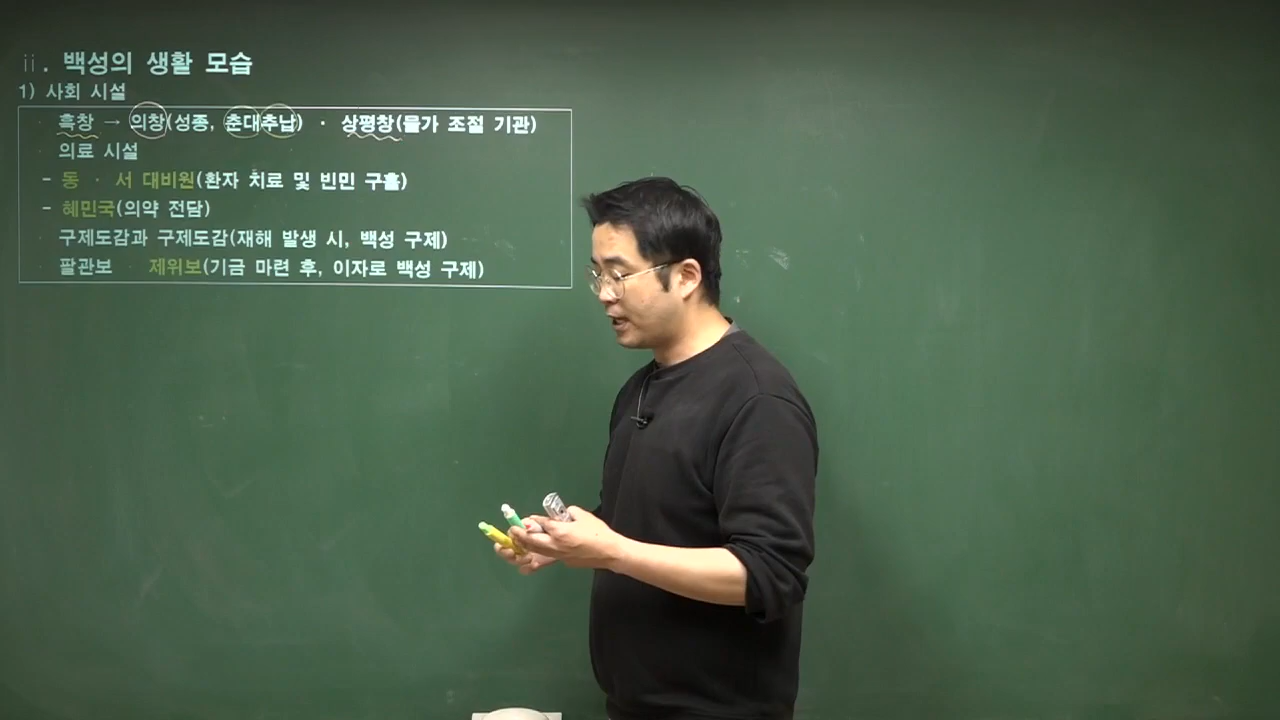 ⅱ. 백성의 생활 모습
1) 사회 시설
· 흑창 → 의창(성종, 춘대추납) · 상평창(물가 조절 기관)
· 의료 시설
- 동 · 서 대비원(환자 치료 및 빈민 구휼)
- 혜민국(의약 전담)
· 구제도감과 구제도감(재해 발생 시, 백성 구제)
· 팔관보 · 제위보(기금 마련 후, 이자로 백성 구제)